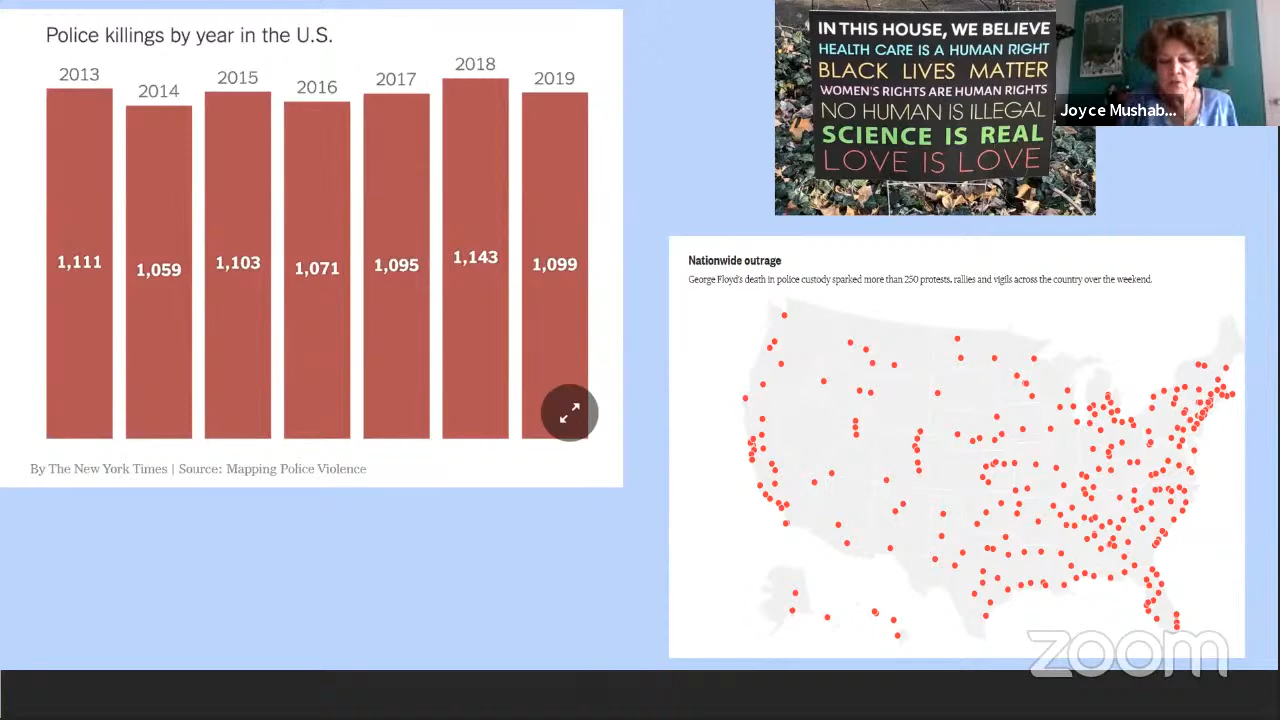 Police killings by year in the U.S.
2013
2014
2015
2016
2017
2018
2019
1,111
1,059
1,103
1,071
1,095
1,143
1,099
By The New York Times | Source: Mapping Police Violence
IN THIS HOUSE, WE BELIEVE
HEALTH CARE IS A HUMAN RIGHT
BLACK LIVES MATTER
WOMEN'S RIGHTS ARE HUMAN RIGHTS
NO HUMAN IS ILLEGAL
SCIENCE IS REAL
LOVE IS LOVE
Joyce Mushab...
Nationwide outrage
George Floyd's death in police custody sparked more than 250 protests, rallies and vigils across the country over the weekend.
zoom